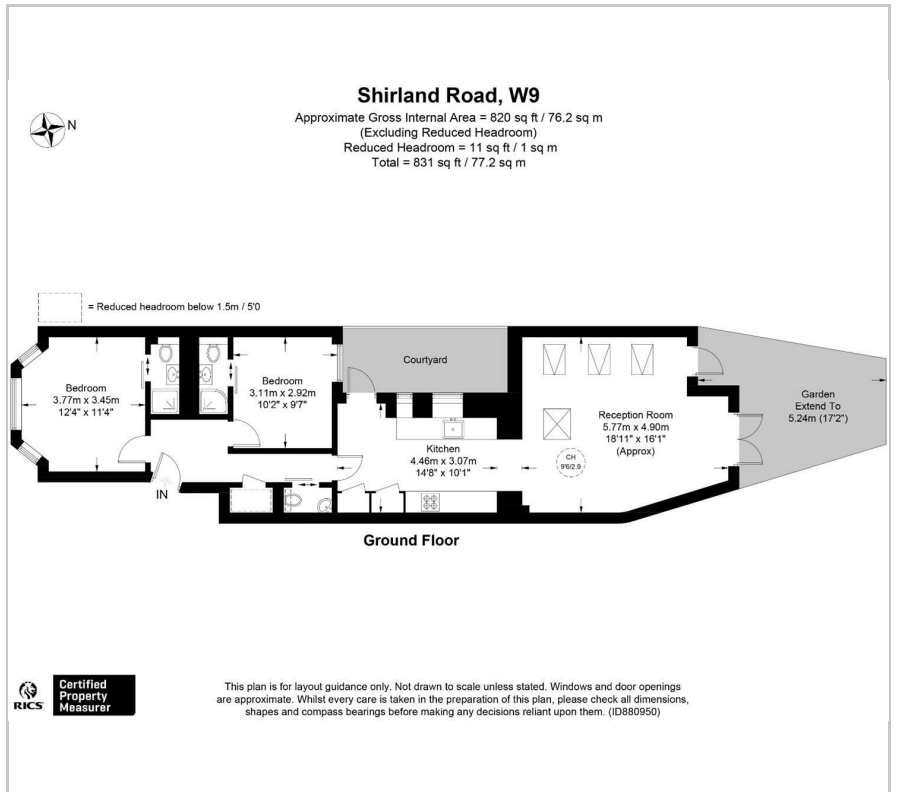 Shirland Road, W9
Approximate Gross Internal Area = 820 sq ft / 76.2 sq m
(Excluding Reduced Headroom)
Reduced Headroom = 11 sq ft / 1 sq m
Total = 831 sq ft / 77.2 sq m
N
= Reduced headroom below 1.5m / 5'0
Bedroom
3.77m x 3.45m
12'4" x 11'4"
Bedroom
3.11m x 2.92m
10'2" x 9'7"
Courtyard
Kitchen
4.46m x 3.07m
14'8" x 10'1"
Reception Room
5.77m x 4.90m
18'11" x 16'1"
(Approx)
CH
9'6/2.9
Garden
Extend To
5.24m (17'2")
IN
Ground Floor
RICS
Certified
Property
Measurer
This plan is for layout guidance only. Not drawn to scale unless stated. Windows and door openings
are approximate. Whilst every care is taken in the preparation of this plan, please check all dimensions,
shapes and compass bearings before making any decisions reliant upon them. (ID880950)